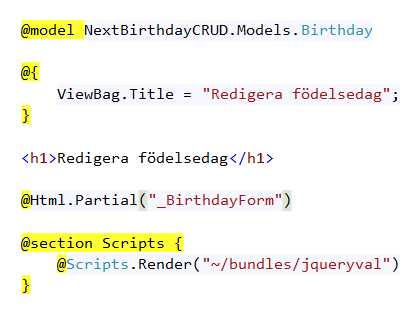 @model NextBirthdayCRUD.Models.Birthday
@{
ViewBag.Title = "Redigera födelsedag";
}
<h1>Redigera födelsedag</h1>
@Html.Partial("_BirthdayForm")
@section Scripts {
@Scripts.Render("~/bundles/jqueryval")
}